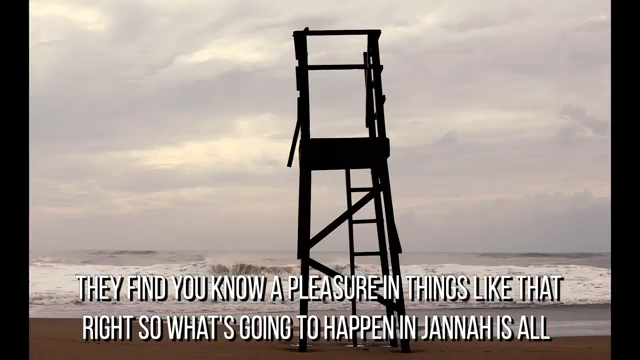 THEY FIND YOU KNOW A PLEASURE IN THINGS LIKE THAT
RIGHT SO WHAT'S GOING TO HAPPEN IN JANNAH IS ALL